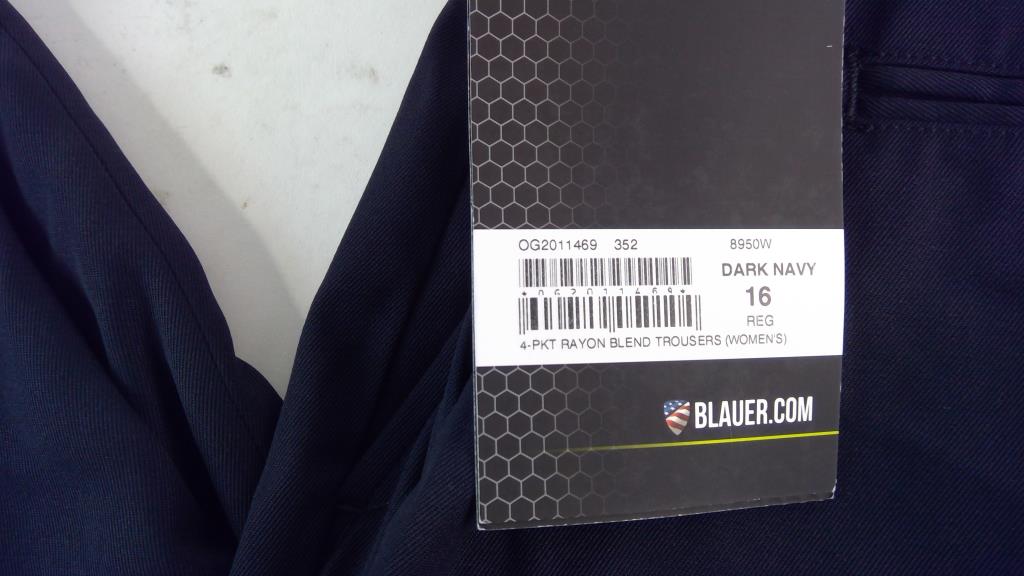 OG2011469 352 8950W
DARK NAVY
*OG2011469*
16
REG
4-PKT RAYON BLEND TROUSERS (WOMEN'S)
BLAUER.COM